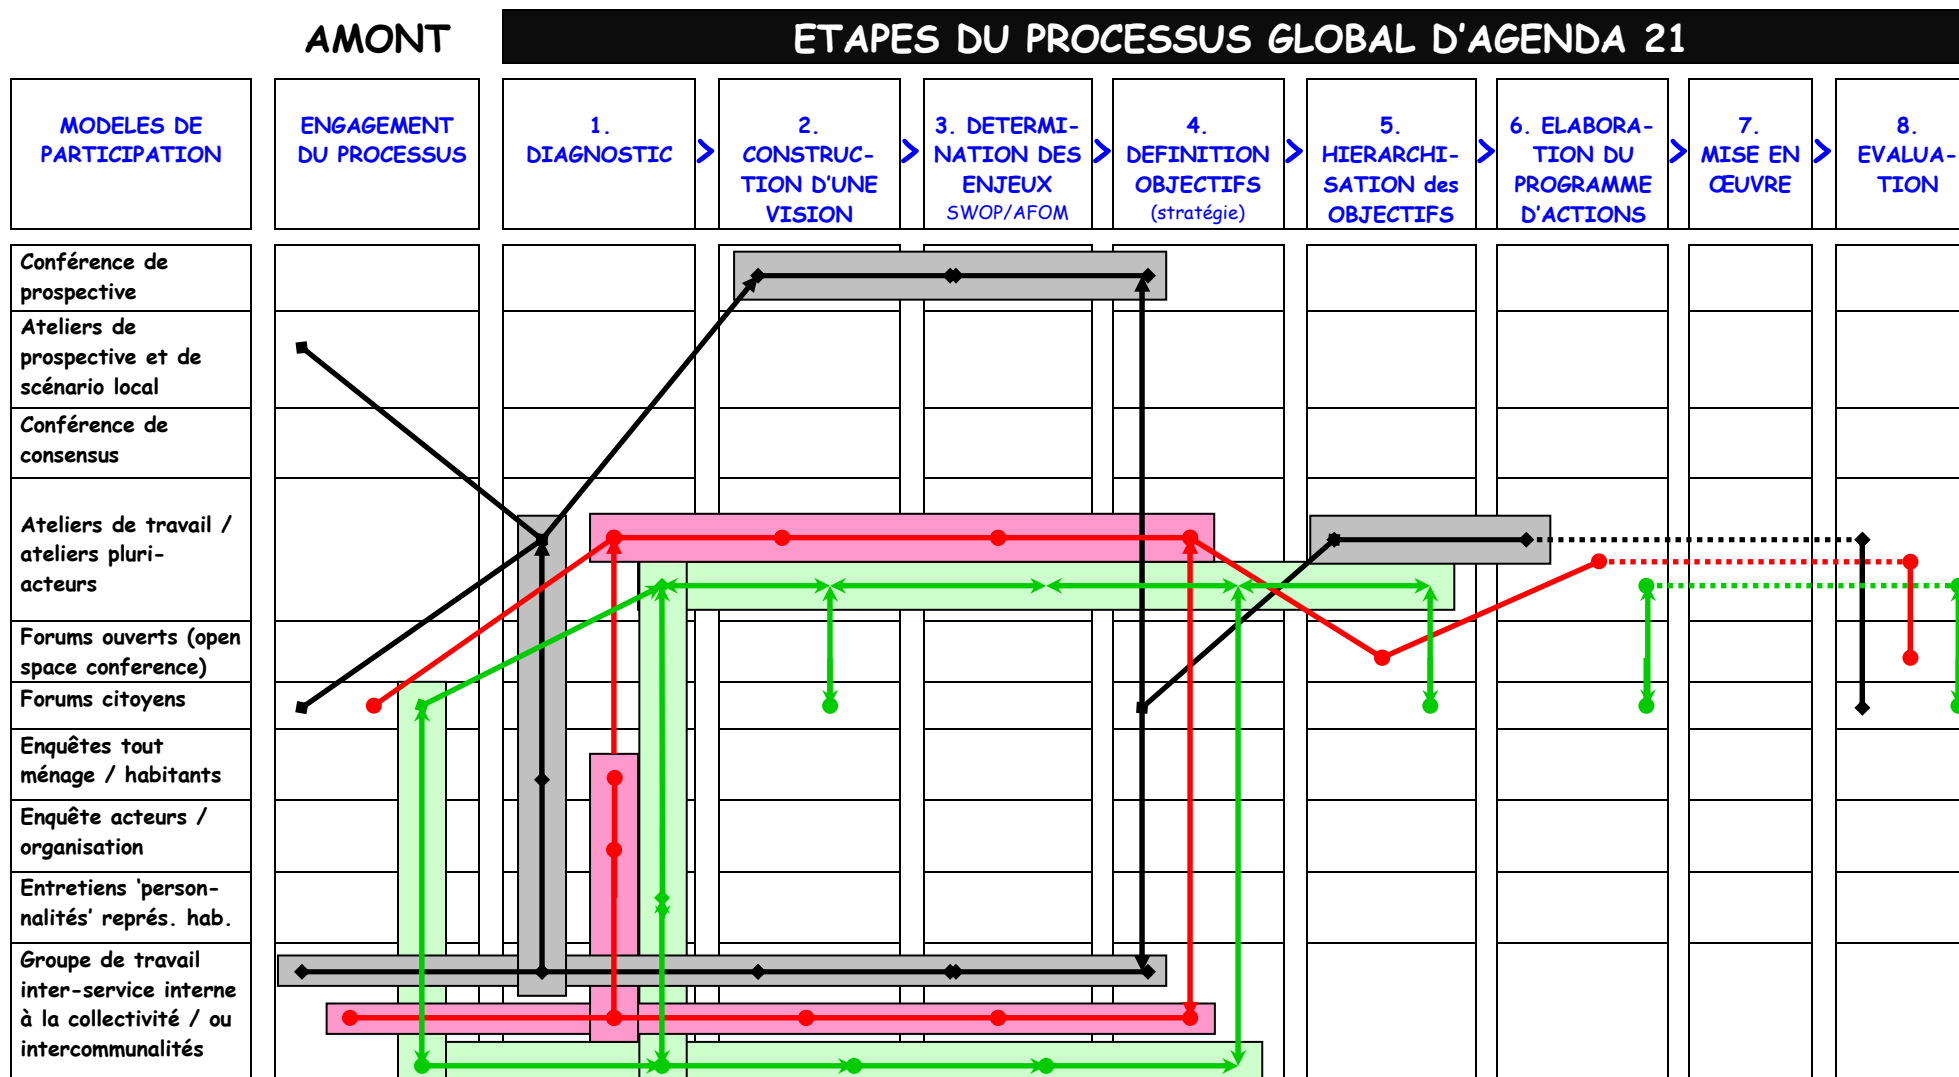 AMONT
ETAPES DU PROCESSUS GLOBAL D'AGENDA 21
MODELES DE
PARTICIPATION
ENGAGEMENT
DU PROCESSUS
1.
DIAGNOSTIC
2.
CONSTRUC-
TION D'UNE
VISION
3. DETERMI-
NATION DES
ENJEUX
SWOP/AFOM
4.
DEFINITION
OBJECTIFS
(stratégie)
5.
HIERARCHI-
SATION des
OBJECTIFS
6. ELABORA-
TION DU
PROGRAMME
D'ACTIONS
7.
MISE EN
ŒUVRE
8.
EVALUA-
TION
Conférence de
prospective
Ateliers de
prospective et de
scénario local
Conférence de
consensus
Ateliers de travail /
ateliers pluri-
acteurs
Forums ouverts (open
space conference)
Forums citoyens
Enquêtes tout
ménage / habitants
Enquête acteurs /
organisation
Entretiens 'person-
nalités' représ. hab.
Groupe de travail
inter-service interne
à la collectivité / ou
intercommunalités